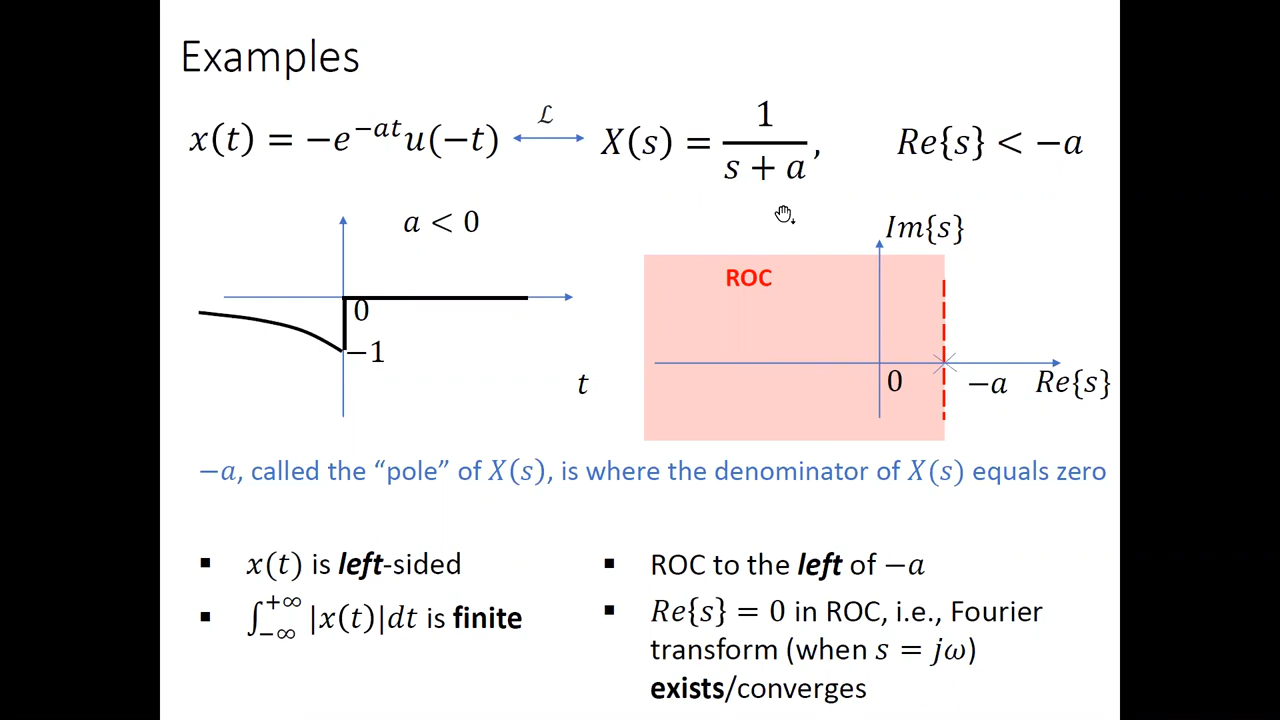 Examples
x(t) = −e^{−at}u(−t) ℒ X(s) = 1/(s + a), Re{s} < −a
a < 0
Im{s}
ROC
0
−1
t
0
−a
Re{s}
−a, called the “pole” of X(s), is where the denominator of X(s) equals zero
▪ x(t) is left-sided
▪ ∫_{−∞}^{+∞} |x(t)|dt is finite
▪ ROC to the left of −a
▪ Re{s} = 0 in ROC, i.e., Fourier
transform (when s = jω)
exists/converges